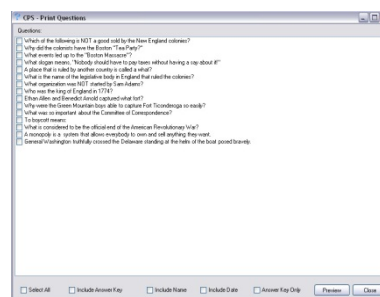 CPS - Print Questions
Questions:
Which of the following is NOT a good sold by the New England colonies?
Why did the colonists have the Boston "Tea Party?"
What events led up to the "Boston Massacre"?
What slogan means, "Nobody should have to pay taxes without having a say about it!"
A place that is ruled by another country is called a what?
What is the name of the legislative body in England that ruled the colonies?
What organization was NOT started by Sam Adams?
Who was the king of England in 1774?
Ethan Allen and Benedict Arnold captured what fort?
Why were the Green Mountain boys able to capture Fort Ticonderoga so easily?
What was so important about the Committee of Correspondence?
To boycott means:
What is considered to be the official end of the American Revolutionary War?
A monopoly is a system that allows everybody to own and sell anything they want.
General Washington truthfully crossed the Delaware standing at the helm of the boat posed bravely.
Select All Include Answer Key Include Name Include Date Answer Key Only Preview Close